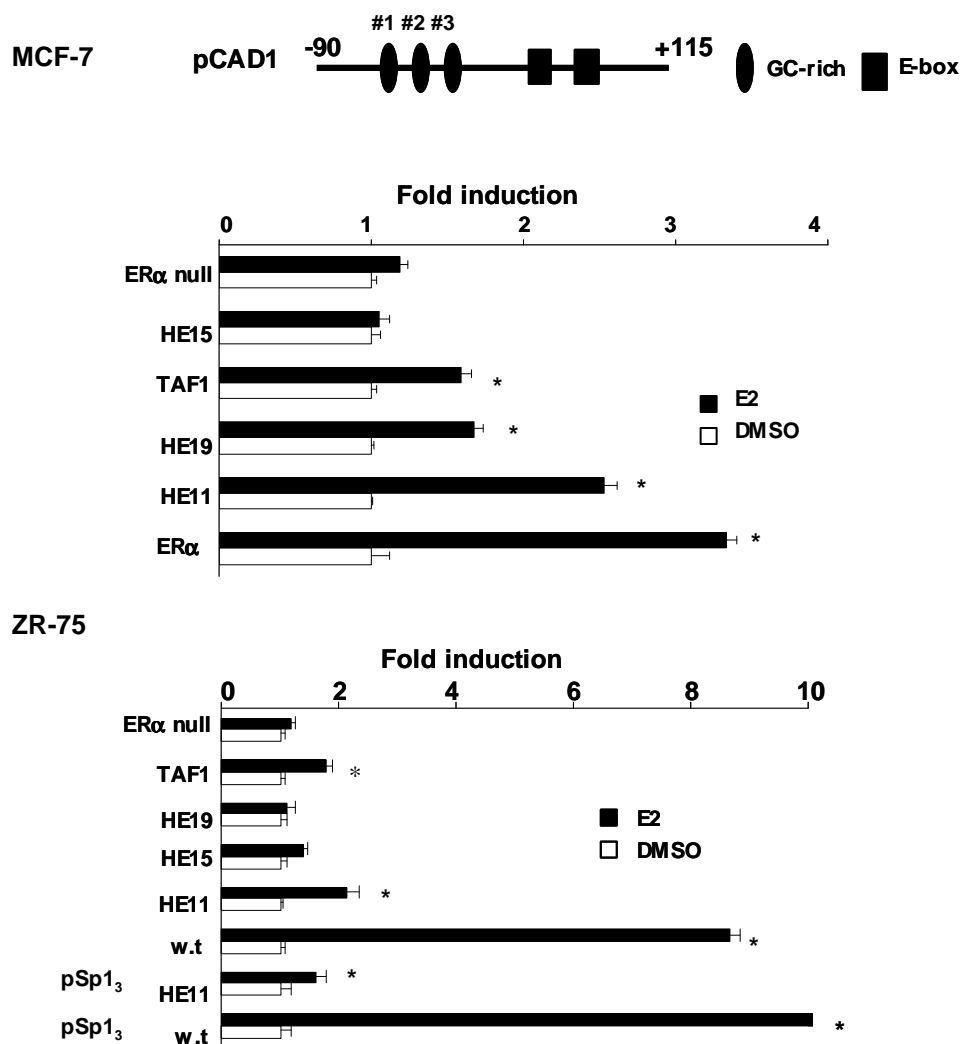 #1 #2 #3
MCF-7 pCAD1 -90 +115 GC-rich E-box
Fold induction
0 1 2 3 4
ERα null
HE15
TAF1 *
HE19 *
E2
DMSO
HE11 *
ERα *
ZR-75
Fold induction
0 2 4 6 8 10
ERα null
TAF1 *
HE19
E2
HE15
DMSO
HE11 *
w.t *
pSp1₃ HE11 *
pSp1₃ w.t *